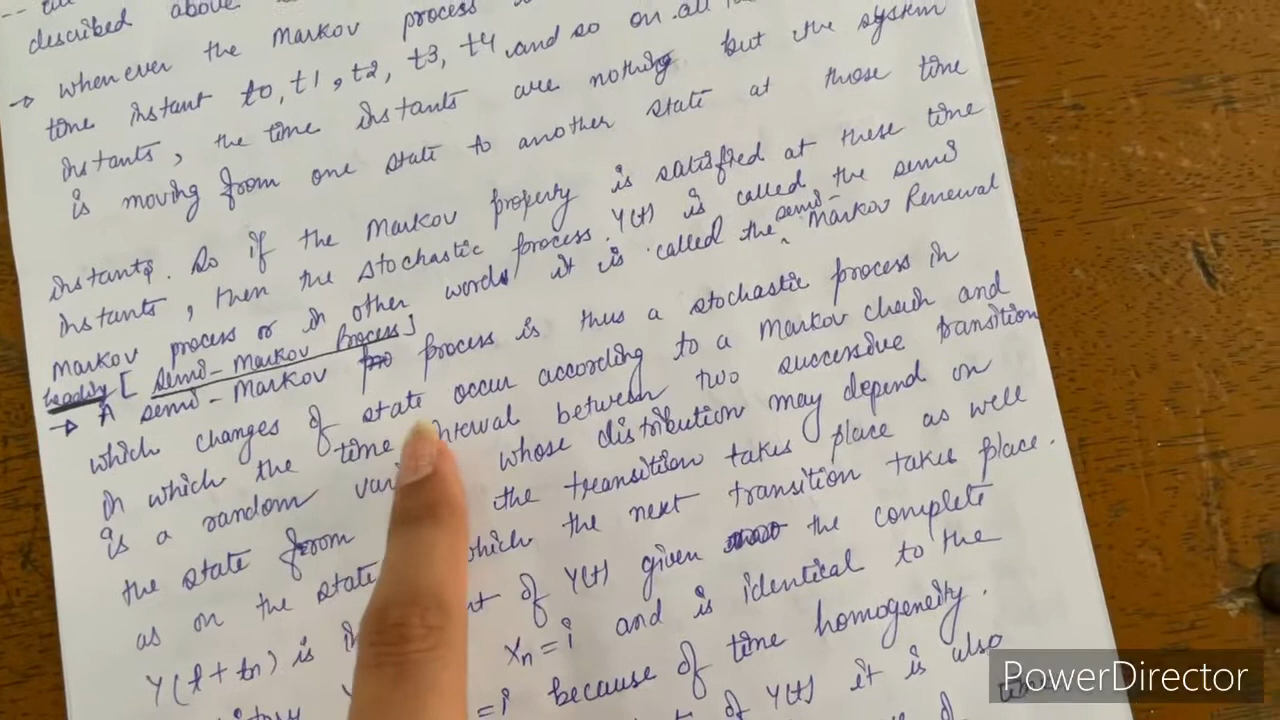 described above
→ whenever the Markov process
time instant t0, t1, t2, t3, t4 and so on all
instants, the time instants are nothing but the system
is moving from one state to another state at those time
instants. So if the Markov property is satisfied at these time
instants, then the stochastic process Y(t) is called the semi
Markov process or in other words, it is called the semi-Markov Renewal
heading [semi-Markov Process]
→ A semi-Markov process is thus a stochastic process in
which changes of state occur according to a Markov chain and
in which the time interval between two successive transition
is a random whose distribution may depend on
the state from the transition takes place as well
as on the state which the next transition takes place.
Y(t+tn) is of Y(t) given the complete
Xn = i and is identical to the
= i because of time homogeneity.
of Y(t) it is also
PowerDirector